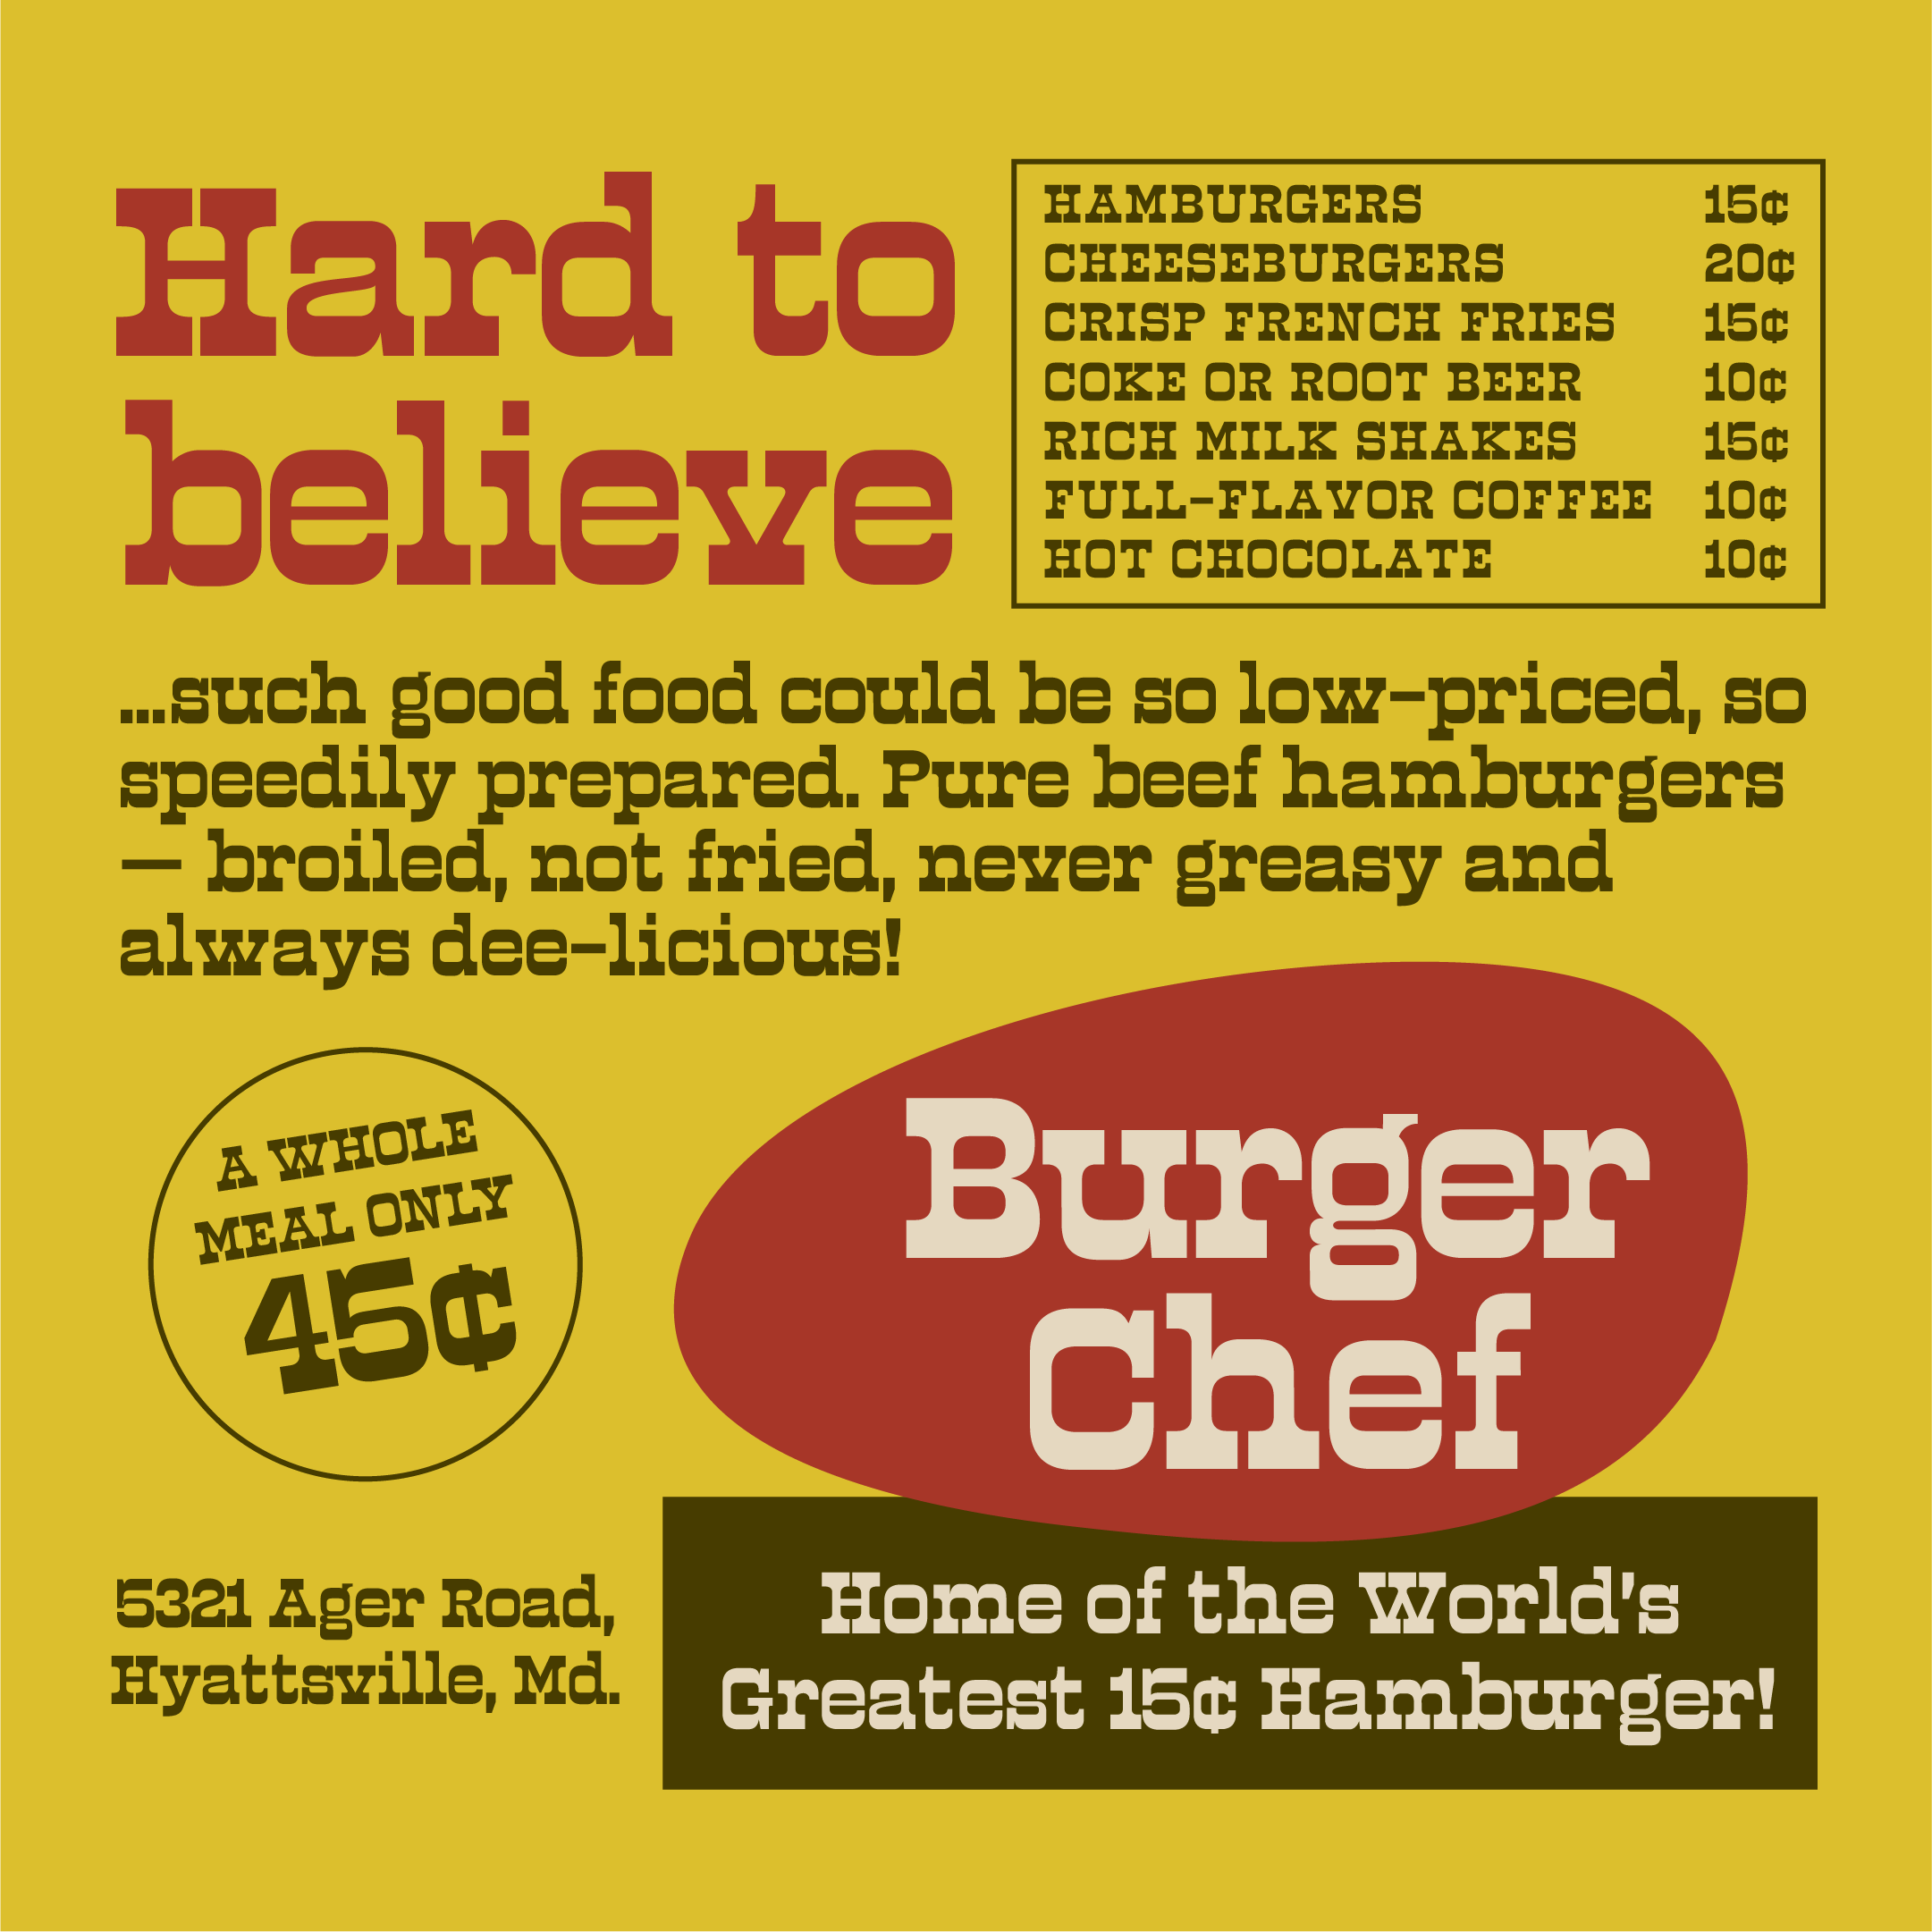 Hard to
believe
HAMBURGERS 15¢
CHEESEBURGERS 20¢
CRISP FRENCH FRIES 15¢
COKE OR ROOT BEER 10¢
RICH MILK SHAKES 15¢
FULL-FLAVOR COFFEE 10¢
HOT CHOCOLATE 10¢
...such good food could be so low-priced, so
speedily prepared. Pure beef hamburgers
— broiled, not fried, never greasy and
always dee-licious!
A WHOLE
MEAL ONLY
45¢
Burger
Chef
Home of the World's
Greatest 15¢ Hamburger!
5321 Ager Road,
Hyattsville, Md.